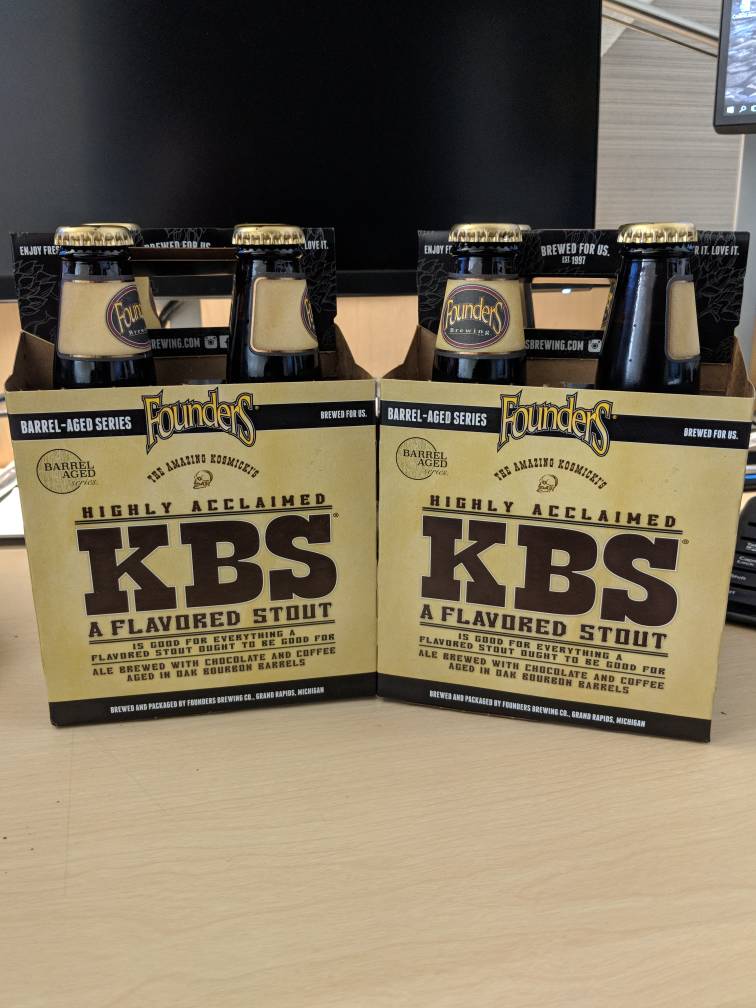 ENJOY
BREWED FOR US
LOVE IT.
Founders
Brewing
REWING.COM
BARREL-AGED SERIES
Founders
BREWED FOR US.
BARREL AGED series.
THE AMAZING KOSMICKI'S
HIGHLY ACCLAIMED
KBS®
A FLAVORED STOUT
IS GOOD FOR EVERYTHING A
FLAVORED STOUT OUGHT TO BE GOOD FOR
ALE BREWED WITH CHOCOLATE AND COFFEE
AGED IN OAK BOURBON BARRELS
BREWED AND PACKAGED BY FOUNDERS BREWING CO., GRAND RAPIDS, MICHIGAN
ENJOY
BREWED FOR US.
EST. 1997
R IT. LOVE IT.
Founders
Brewing
SBREWING.COM
BARREL-AGED SERIES
Founders
BREWED FOR US.
BARREL AGED series.
THE AMAZING KOSMICKI'S
HIGHLY ACCLAIMED
KBS®
A FLAVORED STOUT
IS GOOD FOR EVERYTHING A
FLAVORED STOUT OUGHT TO BE GOOD FOR
ALE BREWED WITH CHOCOLATE AND COFFEE
AGED IN OAK BOURBON BARRELS
BREWED AND PACKAGED BY FOUNDERS BREWING CO., GRAND RAPIDS, MICHIGAN